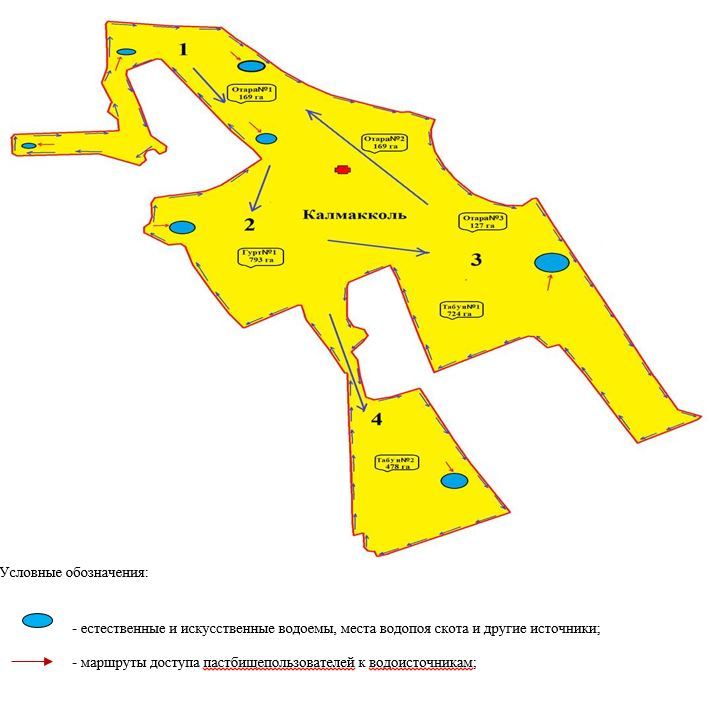 1
Отара№1
169 га
Отара№2
169 га
Калмакколь
Отара№3
127 га
2
Гурт№1
793 га
3
Табун№1
724 га
4
Табун№2
478 га
Условные обозначения:
- естественные и искусственные водоемы, места водопоя скота и другие источники;
- маршруты доступа пастбищепользователей к водоисточникам;